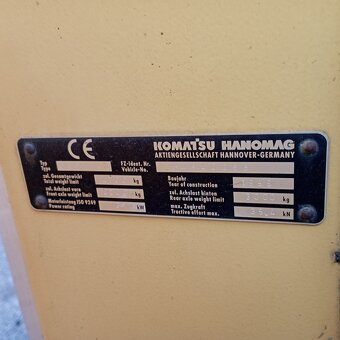 CE
KOMATSU HANOMAG
AKTIENGESELLSCHAFT HANNOVER-GERMANY
Typ
Type
FZ-ident. Nr.
Vehicle-No.
zul. Gesamtgewicht
Total weight limit kg
Baujahr
Year of construction
zul. Achslast vorn
Front axle weight limit kg
zul. Achslast hinten
Rear axle weight limit kg
Motorleistung ISO 9249
Power rating kW
max. Zugkraft
Tractive effort max. kN